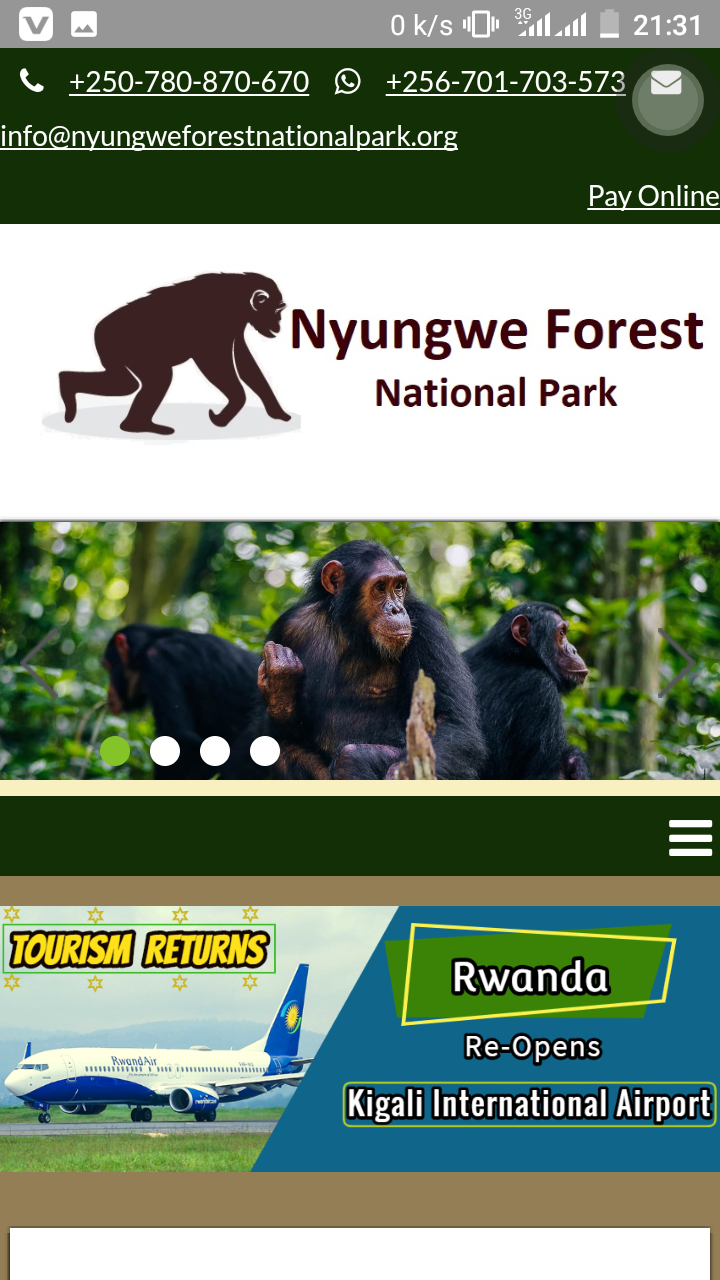 0 k/s 3G 21:31
+250-780-870-670 +256-701-703-573
info@nyungweforestnationalpark.org
Pay Online
Nyungwe Forest
National Park
TOURISM RETURNS
Rwanda
Re-Opens
RwandAir
Kigali International Airport